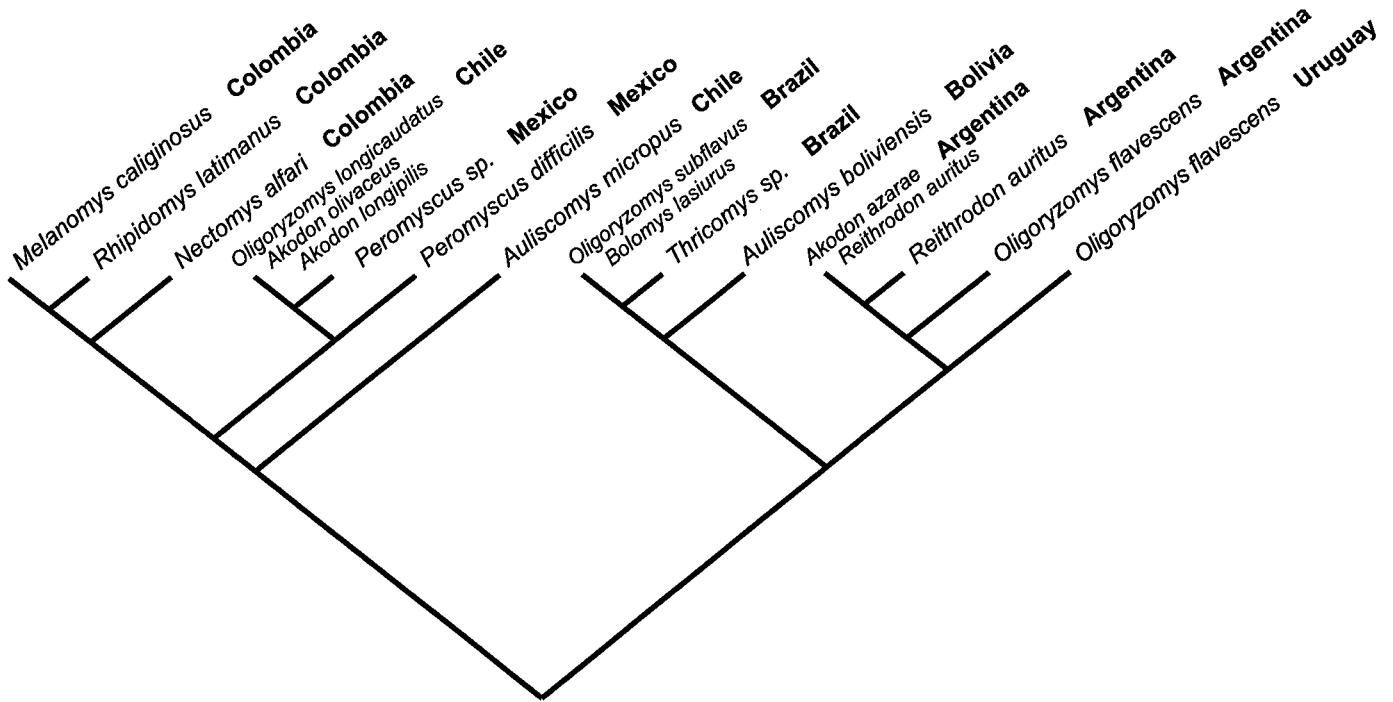 Melanomys caliginosus Colombia
Rhipidomys latimanus Colombia
Nectomys alfari Colombia
Oligoryzomys longicaudatus Chile
Akodon olivaceus
Akodon longipilis
Peromyscus sp. Mexico
Peromyscus difficilis Mexico
Auliscomys micropus Chile
Oligoryzomys subflavus Brazil
Bolomys lasiurus
Thricomys sp. Brazil
Auliscomys boliviensis Bolivia
Akodon azarae Argentina
Reithrodon auritus
Reithrodon auritus Argentina
Oligoryzomys flavescens Argentina
Oligoryzomys flavescens Uruguay